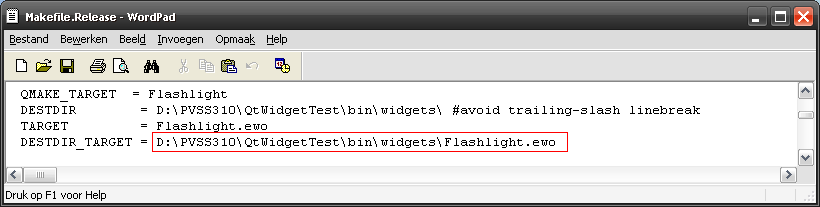 Makefile.Release - WordPad
Bestand Bewerken Beeld Invoegen Opmaak Help
QMAKE_TARGET = Flashlight
DESTDIR = D:\PVSS310\QtWidgetTest\bin\widgets\ #avoid trailing-slash linebreak
TARGET = Flashlight.ewo
DESTDIR_TARGET = D:\PVSS310\QtWidgetTest\bin\widgets\Flashlight.ewo
Druk op F1 voor Help